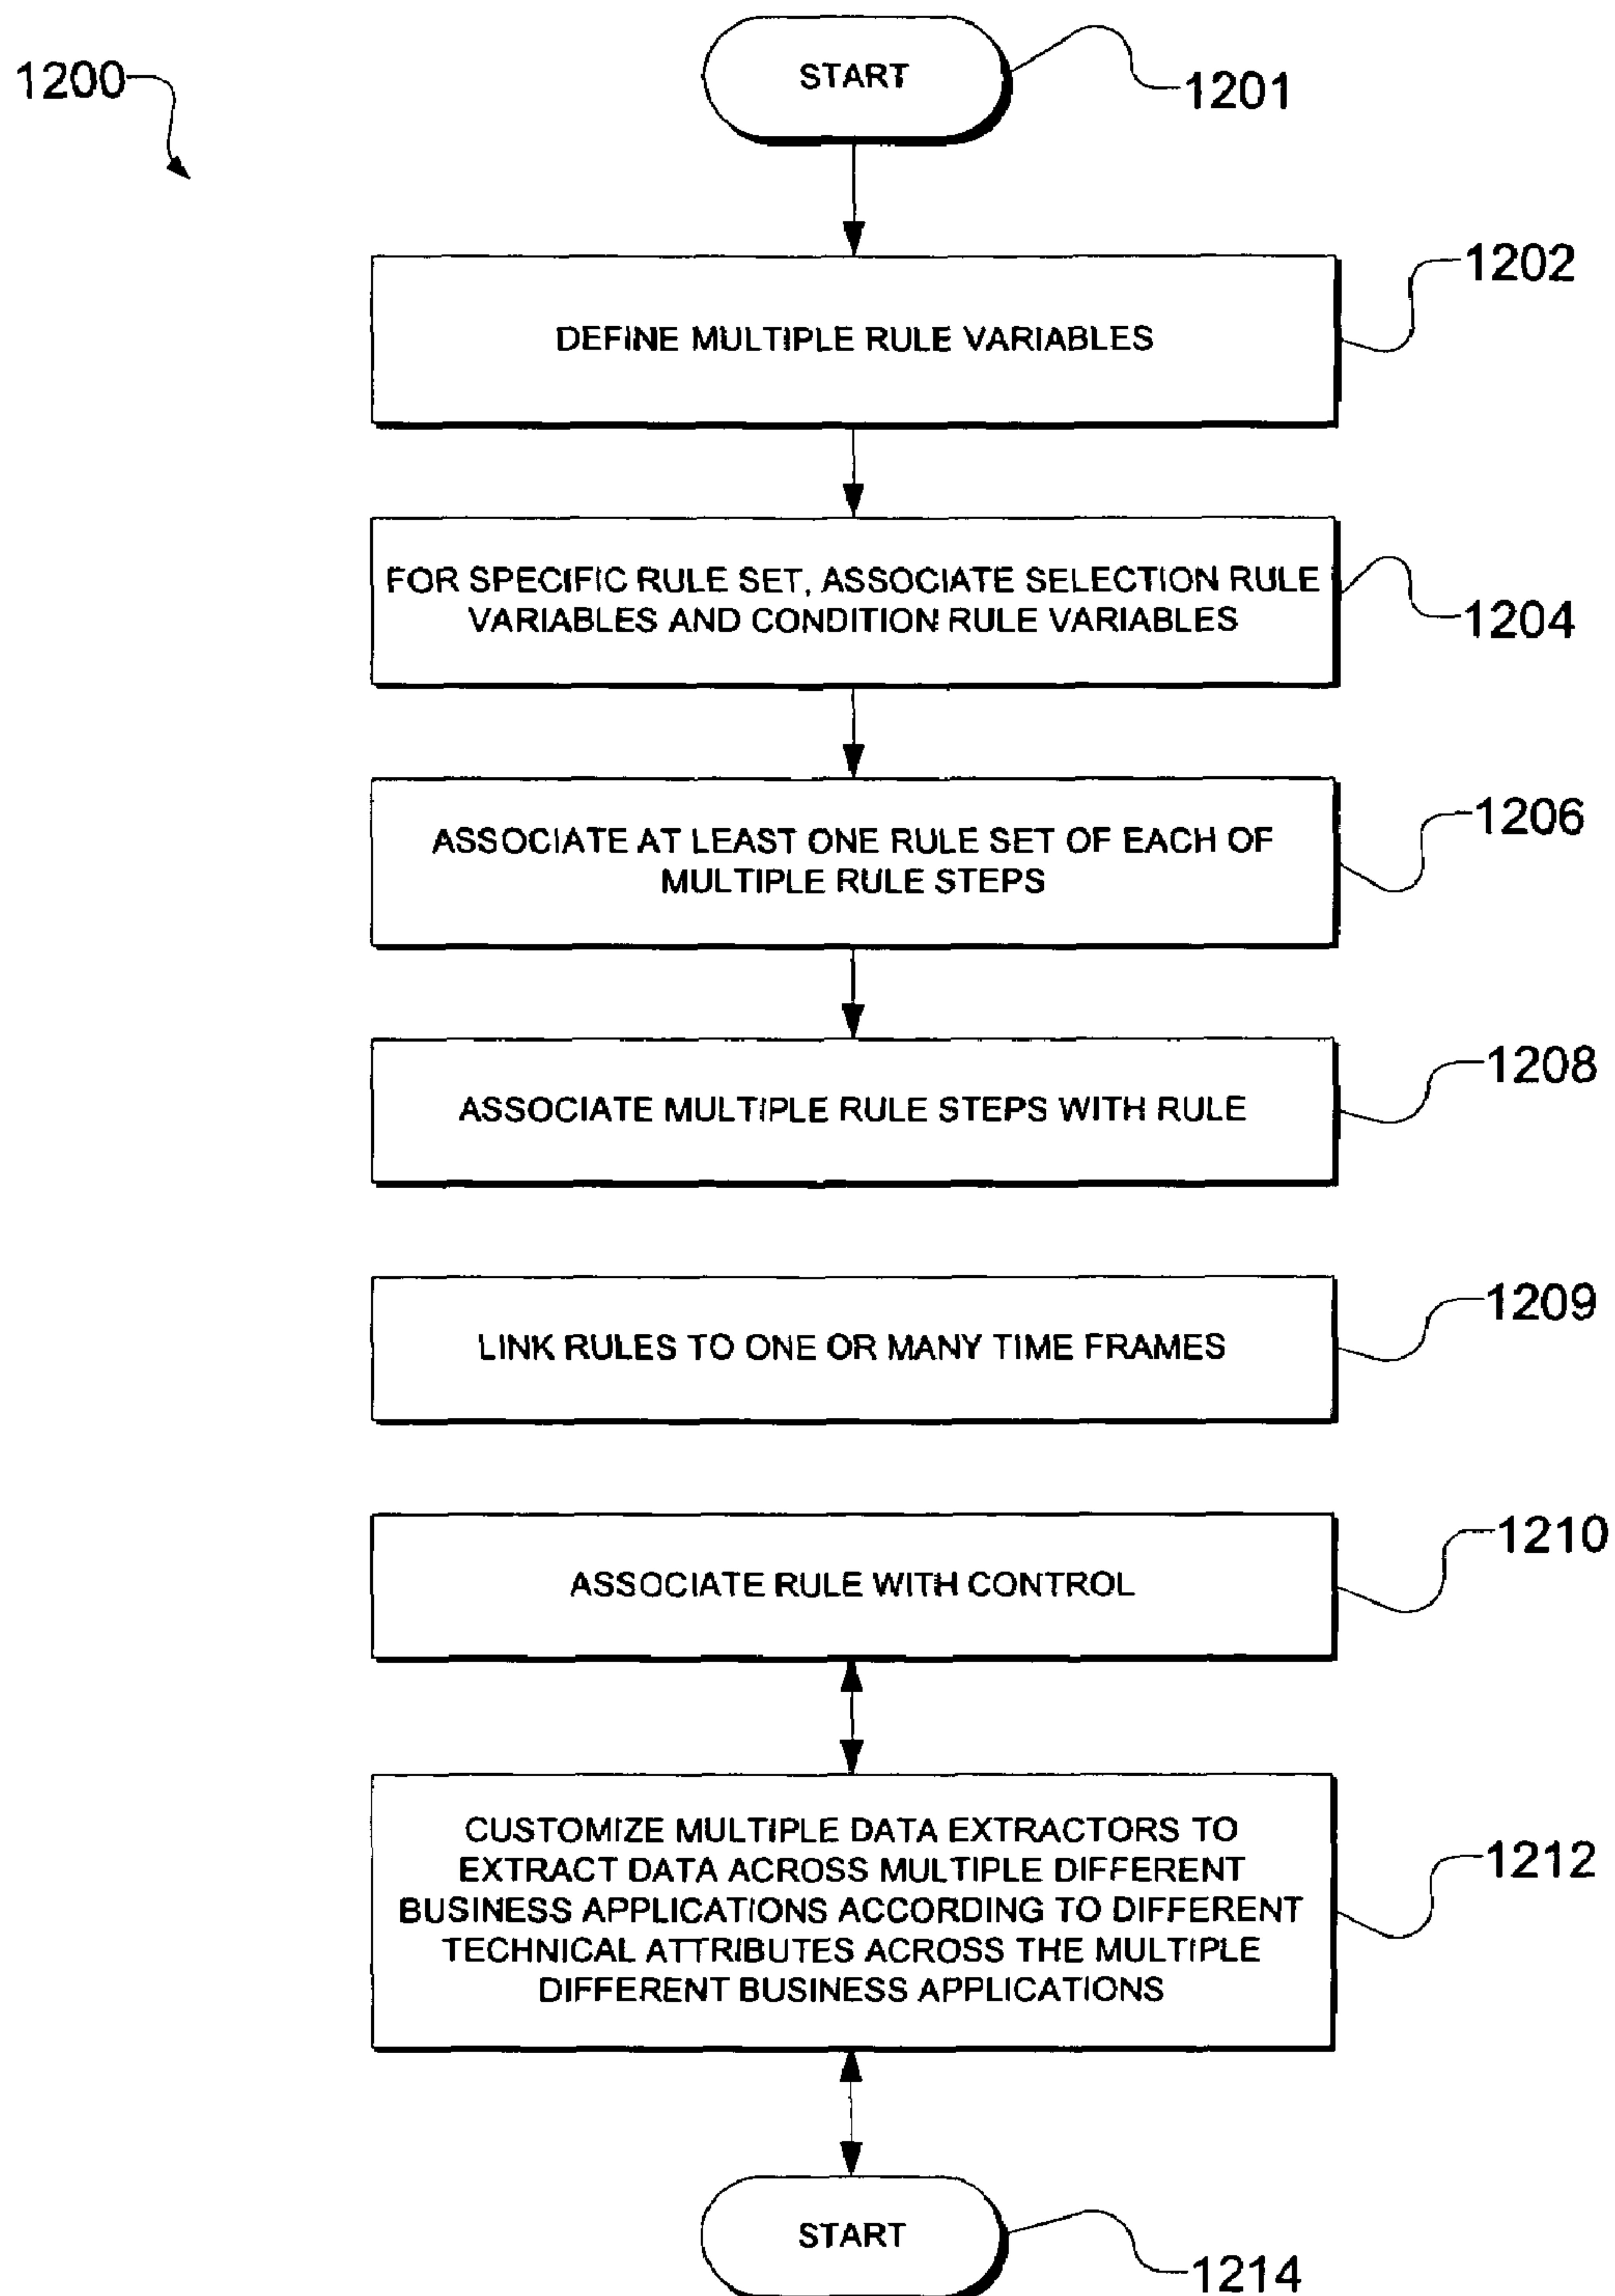 1200
START
1201
DEFINE MULTIPLE RULE VARIABLES
1202
FOR SPECIFIC RULE SET, ASSOCIATE SELECTION RULE
VARIABLES AND CONDITION RULE VARIABLES
1204
ASSOCIATE AT LEAST ONE RULE SET OF EACH OF
MULTIPLE RULE STEPS
1206
ASSOCIATE MULTIPLE RULE STEPS WITH RULE
1208
LINK RULES TO ONE OR MANY TIME FRAMES
1209
ASSOCIATE RULE WITH CONTROL
1210
CUSTOMIZE MULTIPLE DATA EXTRACTORS TO
EXTRACT DATA ACROSS MULTIPLE DIFFERENT
BUSINESS APPLICATIONS ACCORDING TO DIFFERENT
TECHNICAL ATTRIBUTES ACROSS THE MULTIPLE
DIFFERENT BUSINESS APPLICATIONS
1212
START
1214